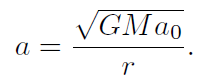 $a = \frac{\sqrt{GMa_0}}{r}.$